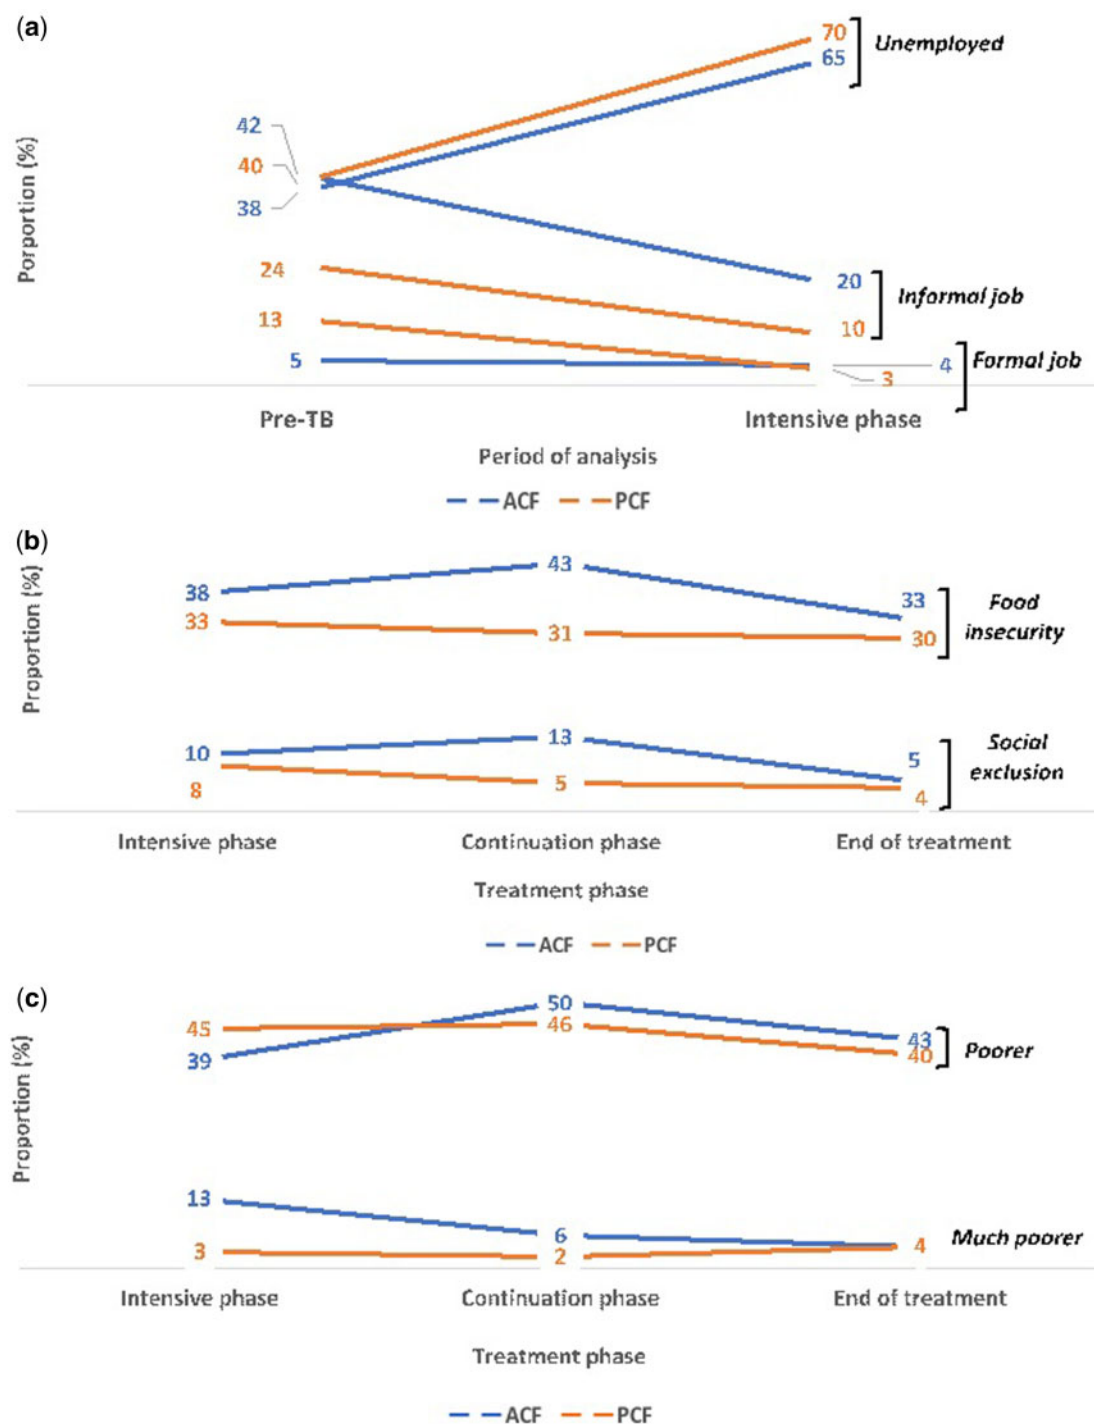 (a)
70
Unemployed
65
42
40
38
Porportion (%)
24
20
Informal job
13
10
5
4
Formal job
3
Pre-TB
Intensive phase
Period of analysis
ACF PCF
(b)
43
38
33
Food
insecurity
33
31
30
Proportion (%)
10
13
5
Social
exclusion
8
5
4
Intensive phase
Continuation phase
End of treatment
Treatment phase
ACF PCF
(c)
50
45
46
43
40
Poorer
39
Proportion (%)
13
6
4
Much poorer
3
2
Intensive phase
Continuation phase
End of treatment
Treatment phase
ACF PCF